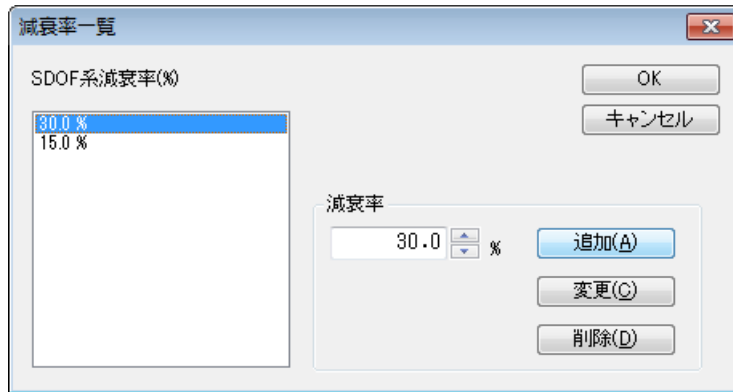 減衰率一覧
SDOF系減衰率(%)
OK
キャンセル
30.0 %
15.0 %
減衰率
30.0 %
追加(A)
変更(C)
削除(D)